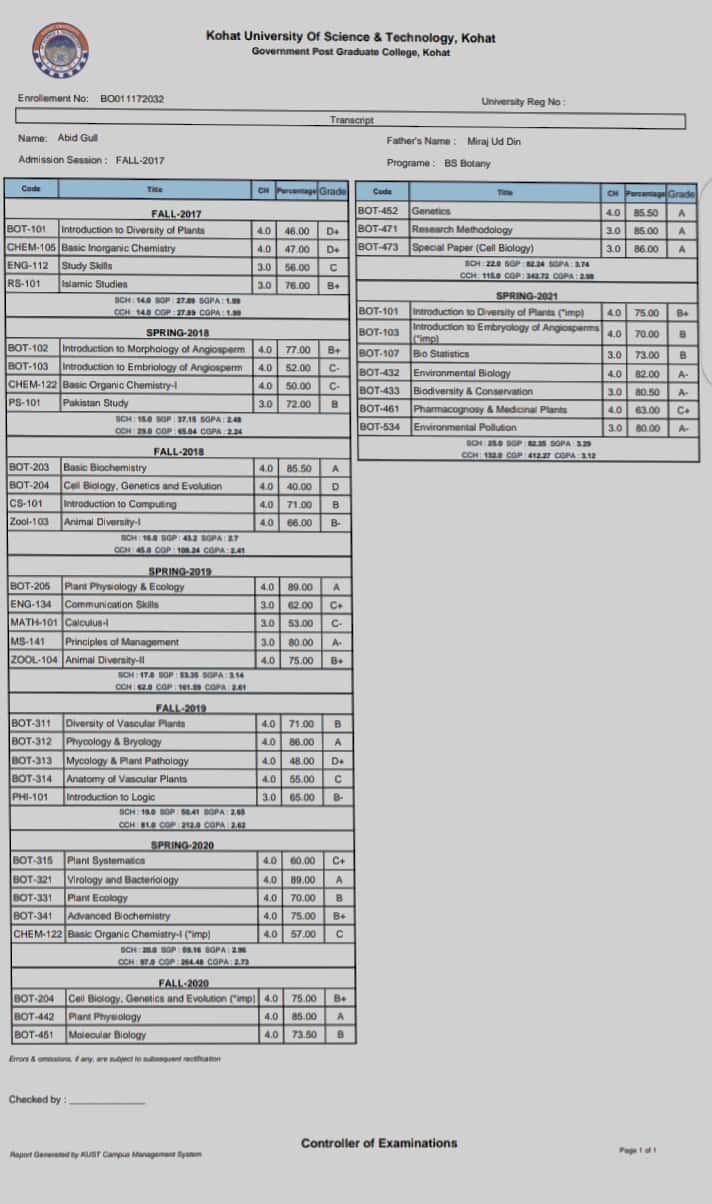 Kohat University Of Science & Technology, Kohat
Government Post Graduate College, Kohat
Enrollement No: BO011172032
University Reg No :
Transcript
Name: Abid Gull
Father's Name : Miraj Ud Din
Admission Session : FALL-2017
Programe : BS Botany
Code Title CH Percentage Grade
FALL-2017
BOT-101 Introduction to Diversity of Plants 4.0 46.00 D+
CHEM-105 Basic Inorganic Chemistry 4.0 47.00 D+
ENG-112 Study Skills 3.0 56.00 C
RS-101 Islamic Studies 3.0 76.00 B+
SCH : 14.0 SGP : 27.89 SGPA : 1.99
CCH : 14.0 CGP : 27.89 CGPA : 1.99
SPRING-2018
BOT-102 Introduction to Morphology of Angiosperm 4.0 77.00 B+
BOT-103 Introduction to Embriology of Angiosperm 4.0 52.00 C-
CHEM-122 Basic Organic Chemistry-I 4.0 50.00 C-
PS-101 Pakistan Study 3.0 72.00 B
SCH : 15.0 SGP : 37.15 SGPA : 2.48
CCH : 29.0 CGP : 65.04 CGPA : 2.24
FALL-2018
BOT-203 Basic Biochemistry 4.0 85.50 A
BOT-204 Cell Biology, Genetics and Evolution 4.0 40.00 D
CS-101 Introduction to Computing 4.0 71.00 B
Zool-103 Animal Diversity-I 4.0 66.00 B-
SCH : 16.0 SGP : 43.2 SGPA : 2.7
CCH : 45.0 CGP : 108.24 CGPA : 2.41
SPRING-2019
BOT-205 Plant Physiology & Ecology 4.0 89.00 A
ENG-134 Communication Skills 3.0 62.00 C+
MATH-101 Calculus-I 3.0 53.00 C-
MS-141 Principles of Management 3.0 80.00 A-
ZOOL-104 Animal Diversity-II 4.0 75.00 B+
SCH : 17.0 SGP : 53.35 SGPA : 3.14
CCH : 62.0 CGP : 161.59 CGPA : 2.61
FALL-2019
BOT-311 Diversity of Vascular Plants 4.0 71.00 B
BOT-312 Phycology & Bryology 4.0 86.00 A
BOT-313 Mycology & Plant Pathology 4.0 48.00 D+
BOT-314 Anatomy of Vascular Plants 4.0 55.00 C
PHI-101 Introduction to Logic 3.0 65.00 B-
SCH : 19.0 SGP : 50.41 SGPA : 2.65
CCH : 81.0 CGP : 212.0 CGPA : 2.62
SPRING-2020
BOT-315 Plant Systematics 4.0 60.00 C+
BOT-321 Virology and Bacteriology 4.0 89.00 A
BOT-331 Plant Ecology 4.0 70.00 B
BOT-341 Advanced Biochemistry 4.0 75.00 B+
CHEM-122 Basic Organic Chemistry-I (*imp) 4.0 57.00 C
SCH : 20.0 SGP : 59.16 SGPA : 2.96
CCH : 97.0 CGP : 264.48 CGPA : 2.73
FALL-2020
BOT-204 Cell Biology, Genetics and Evolution (*imp) 4.0 75.00 B+
BOT-442 Plant Physiology 4.0 85.00 A
BOT-451 Molecular Biology 4.0 73.50 B
Code Title CH Percentage Grade
BOT-452 Genetics 4.0 85.50 A
BOT-471 Research Methodology 3.0 85.00 A
BOT-473 Special Paper (Cell Biology) 3.0 86.00 A
SCH : 22.0 SGP : 82.24 SGPA : 3.74
CCH : 115.0 CGP : 343.72 CGPA : 2.98
SPRING-2021
BOT-101 Introduction to Diversity of Plants (*imp) 4.0 75.00 B+
BOT-103 Introduction to Embryology of Angiosperms (*imp) 4.0 70.00 B
BOT-107 Bio Statistics 3.0 73.00 B
BOT-432 Environmental Biology 4.0 82.00 A-
BOT-433 Biodiversity & Conservation 4.0 80.50 A-
BOT-461 Pharmacognosy & Medicinal Plants 4.0 63.00 C+
BOT-534 Environmental Pollution 3.0 80.00 A-
SCH : 25.0 SGP : 82.35 SGPA : 3.29
CCH : 132.0 CGP : 412.27 CGPA : 3.12
Errors & omissions, if any, are subject to subsequent rectification
Checked by :
Controller of Examinations
Report Generated by KUST Campus Management System
Page 1 of 1